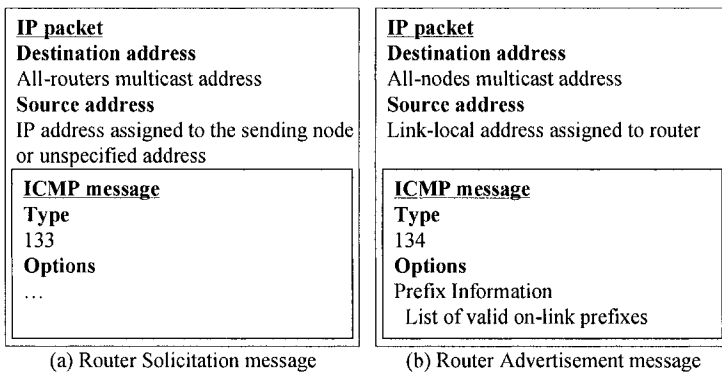 IP packet
Destination address
All-routers multicast address
Source address
IP address assigned to the sending node
or unspecified address
ICMP message
Type
133
Options
...
(a) Router Solicitation message
IP packet
Destination address
All-nodes multicast address
Source address
Link-local address assigned to router
ICMP message
Type
134
Options
Prefix Information
List of valid on-link prefixes
(b) Router Advertisement message